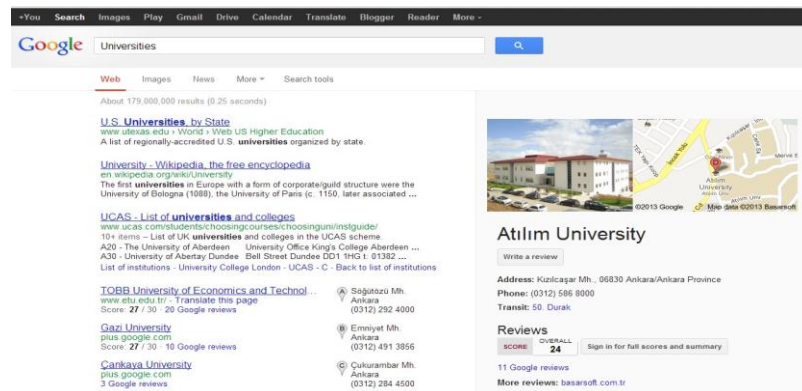 +You Search Images Play Gmail Drive Calendar Translate Blogger Reader More
Google Universities
Web Images News More Search tools
About 179,000,000 results (0.25 seconds)
U.S. Universities, by State
www.utexas.edu › World › Web US Higher Education
A list of regionally-accredited U.S. universities organized by state.
University - Wikipedia, the free encyclopedia
en.wikipedia.org/wiki/University
The first universities in Europe with a form of corporate/guild structure were the
University of Bologna (1088), the University of Paris (c. 1150, later associated ...
UCAS - List of universities and colleges
www.ucas.com/students/choosingcourses/choosinguni/instguide/
10+ items – List of UK universities and colleges in the UCAS scheme.
A20 - The University of Aberdeen University Office King's College Aberdeen ...
A30 - University of Abertay Dundee Bell Street Dundee DD1 1HG t: 01382 ...
List of institutions - University College London - UCAS - C - Back to list of institutions
TOBB University of Economics and Technol...
www.etu.edu.tr/ - Translate this page
Score: 27 / 30 · 20 Google reviews
A Söğütözü Mh.
Ankara
(0312) 292 4000
Gazi University
plus.google.com
Score: 27 / 30 · 10 Google reviews
B Emniyet Mh.
Ankara
(0312) 491 3856
Çankaya University
plus.google.com
3 Google reviews
C Çukurambar Mh.
Ankara
(0312) 284 4500
Atılım
University
©2013 Google Map data ©2013 Basarsoft
Atılım University
Write a review
Address: Kızılcaşar Mh., 06830 Ankara/Ankara Province
Phone: (0312) 586 8000
Transit: 50. Durak
Reviews
SCORE OVERALL 24 Sign in for full scores and summary
11 Google reviews
More reviews: basarsoft.com.tr